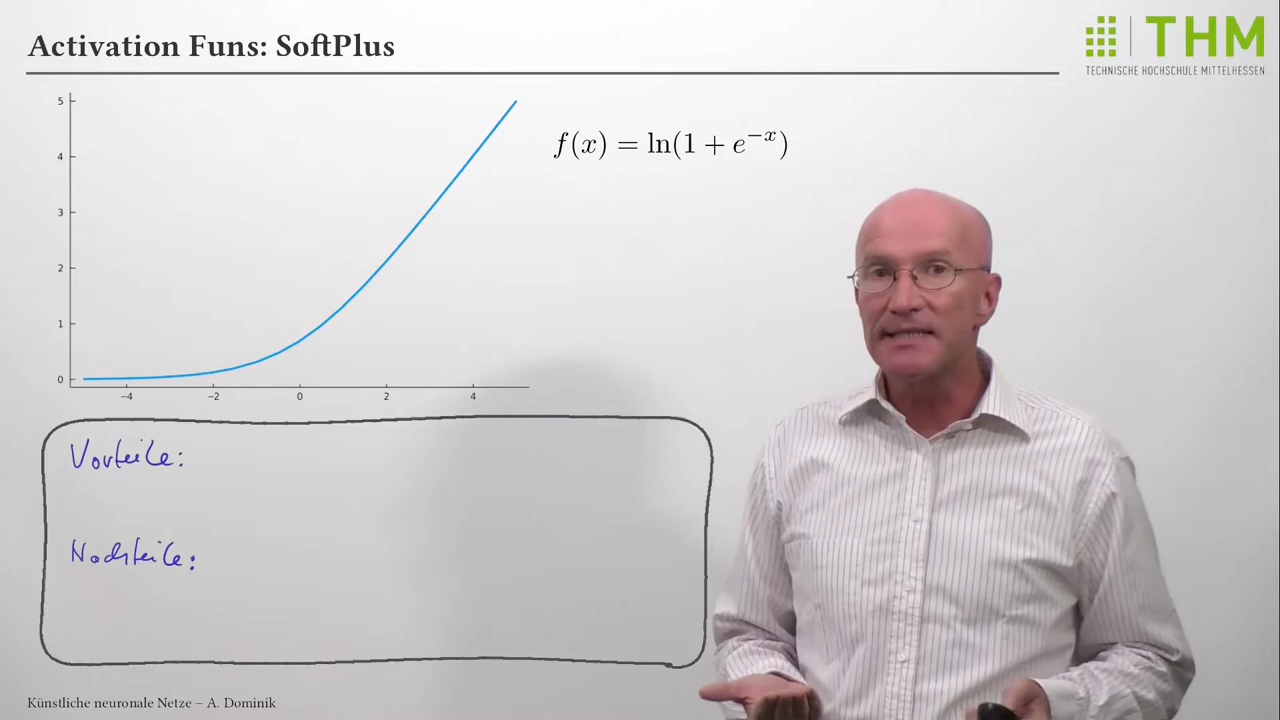 Activation Funs: SoftPlus
THM
TECHNISCHE HOCHSCHULE MITTELHESSEN
f(x) = ln(1 + e^{-x})
5
4
3
2
1
0
−4 −2 0 2 4
Vorteile:
Nachteile:
Künstliche neuronale Netze – A. Dominik